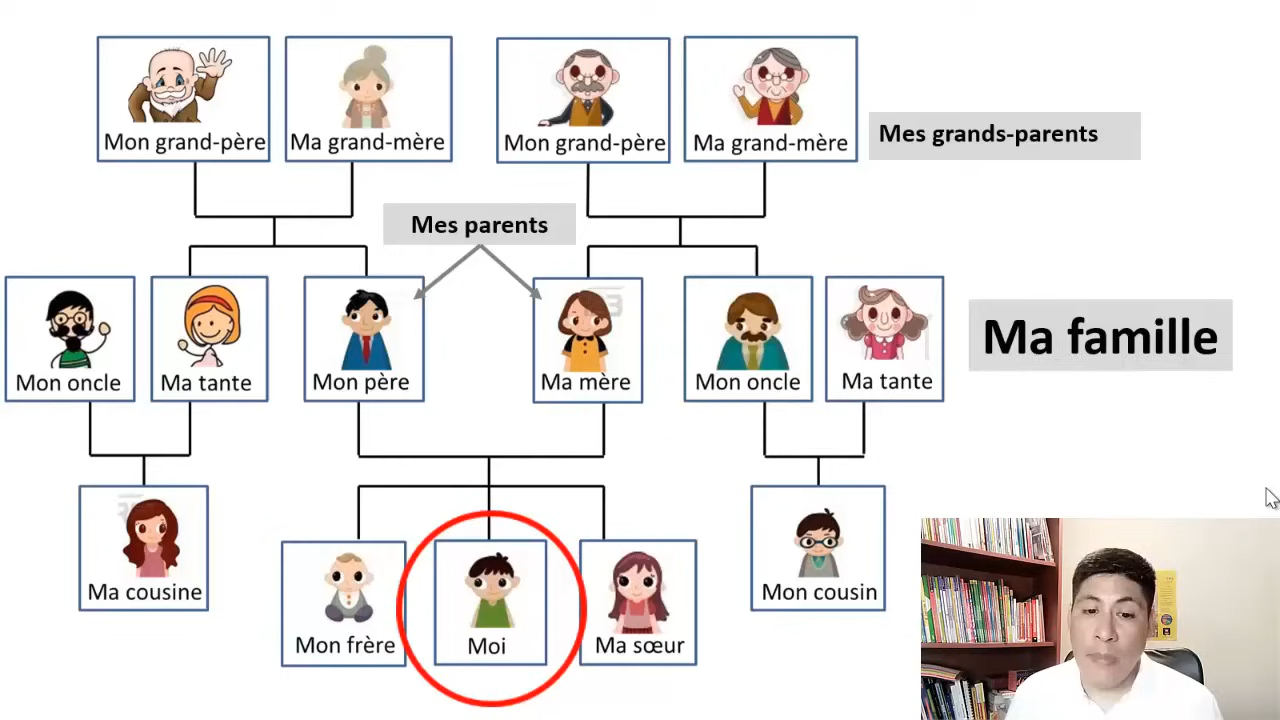 Mon grand-père
Ma grand-mère
Mon grand-père
Ma grand-mère
Mes grands-parents
Mes parents
Mon oncle
Ma tante
Mon père
Ma mère
Mon oncle
Ma tante
Ma famille
Ma cousine
Mon frère
Moi
Ma sœur
Mon cousin